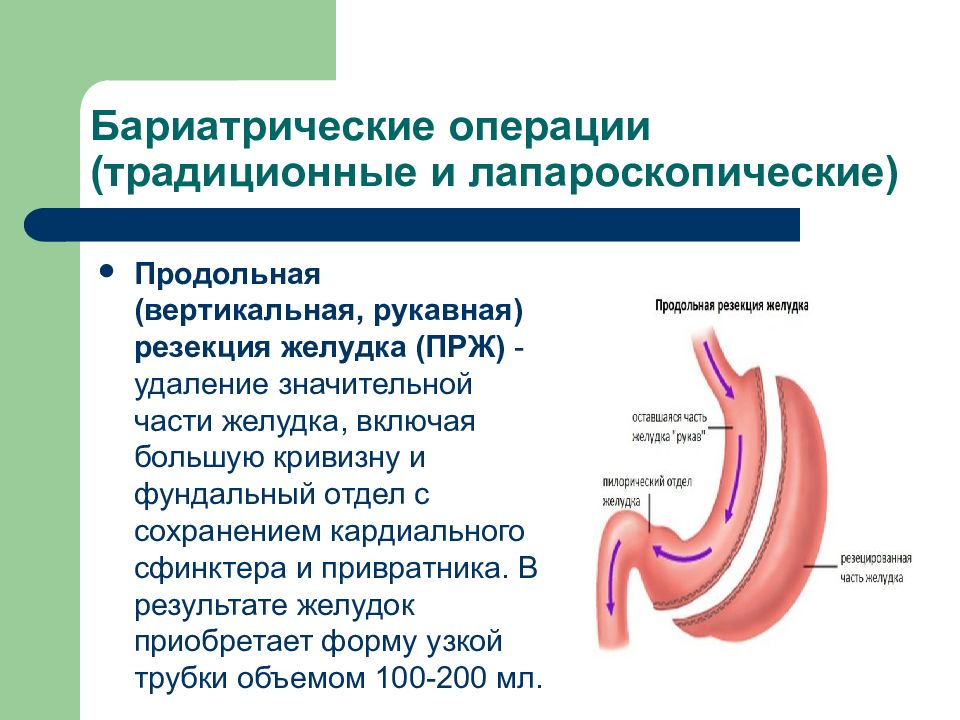 Бариатрические операции
(традиционные и лапароскопические)
Продольная
(вертикальная, рукавная)
резекция желудка (ПРЖ) -
удаление значительной
части желудка, включая
большую кривизну и
фундальный отдел с
сохранением кардиального
сфинктера и привратника. В
результате желудок
приобретает форму узкой
трубки объемом 100-200 мл.
Продольная резекция желудка
оставшаяся часть
желудка "рукав"
пилорический отдел
желудка
резецированная
часть желудка